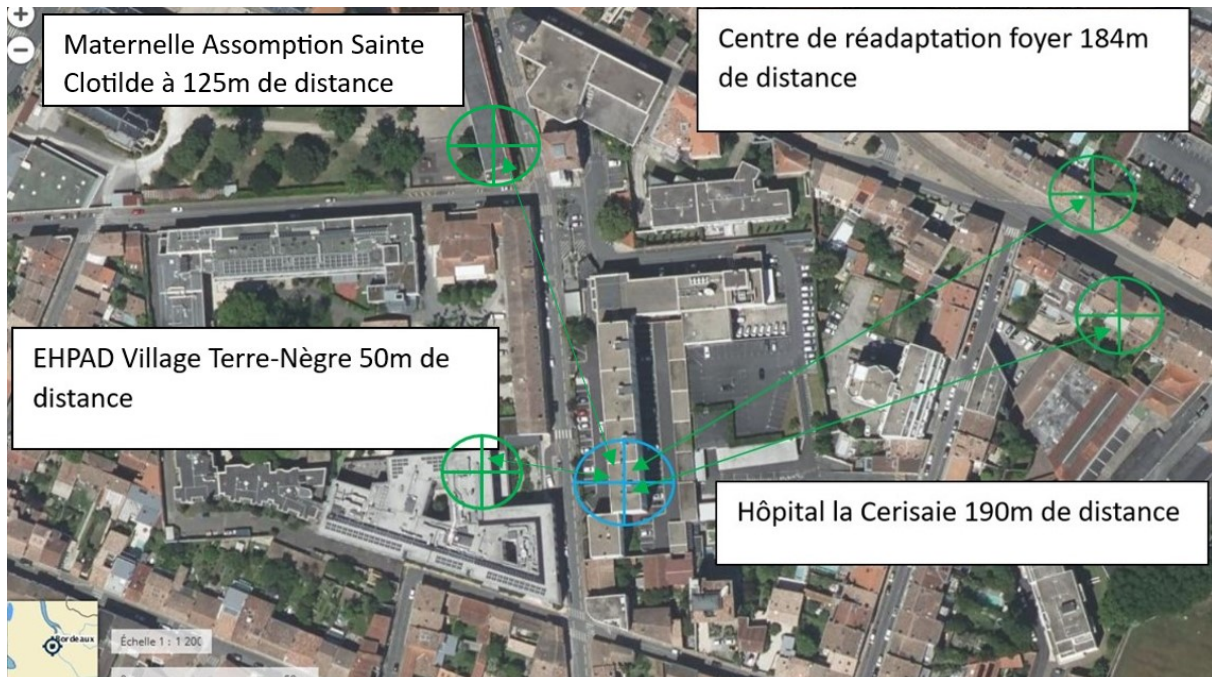 Maternelle Assomption Sainte
Clotilde à 125m de distance
Centre de réadaptation foyer 184m
de distance
EHPAD Village Terre-Nègre 50m de
distance
Hôpital la Cerisaie 190m de distance
Bordeaux
Échelle 1 : 1 200